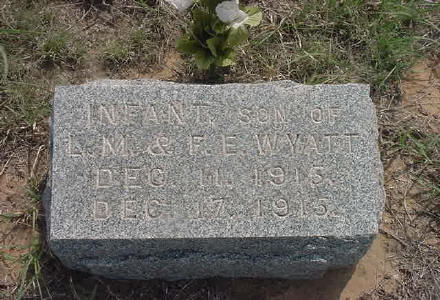 INFANT. SON OF
L. M. & F. E. WYATT
DEC. 11. 1915.
DEC. 17. 1915.